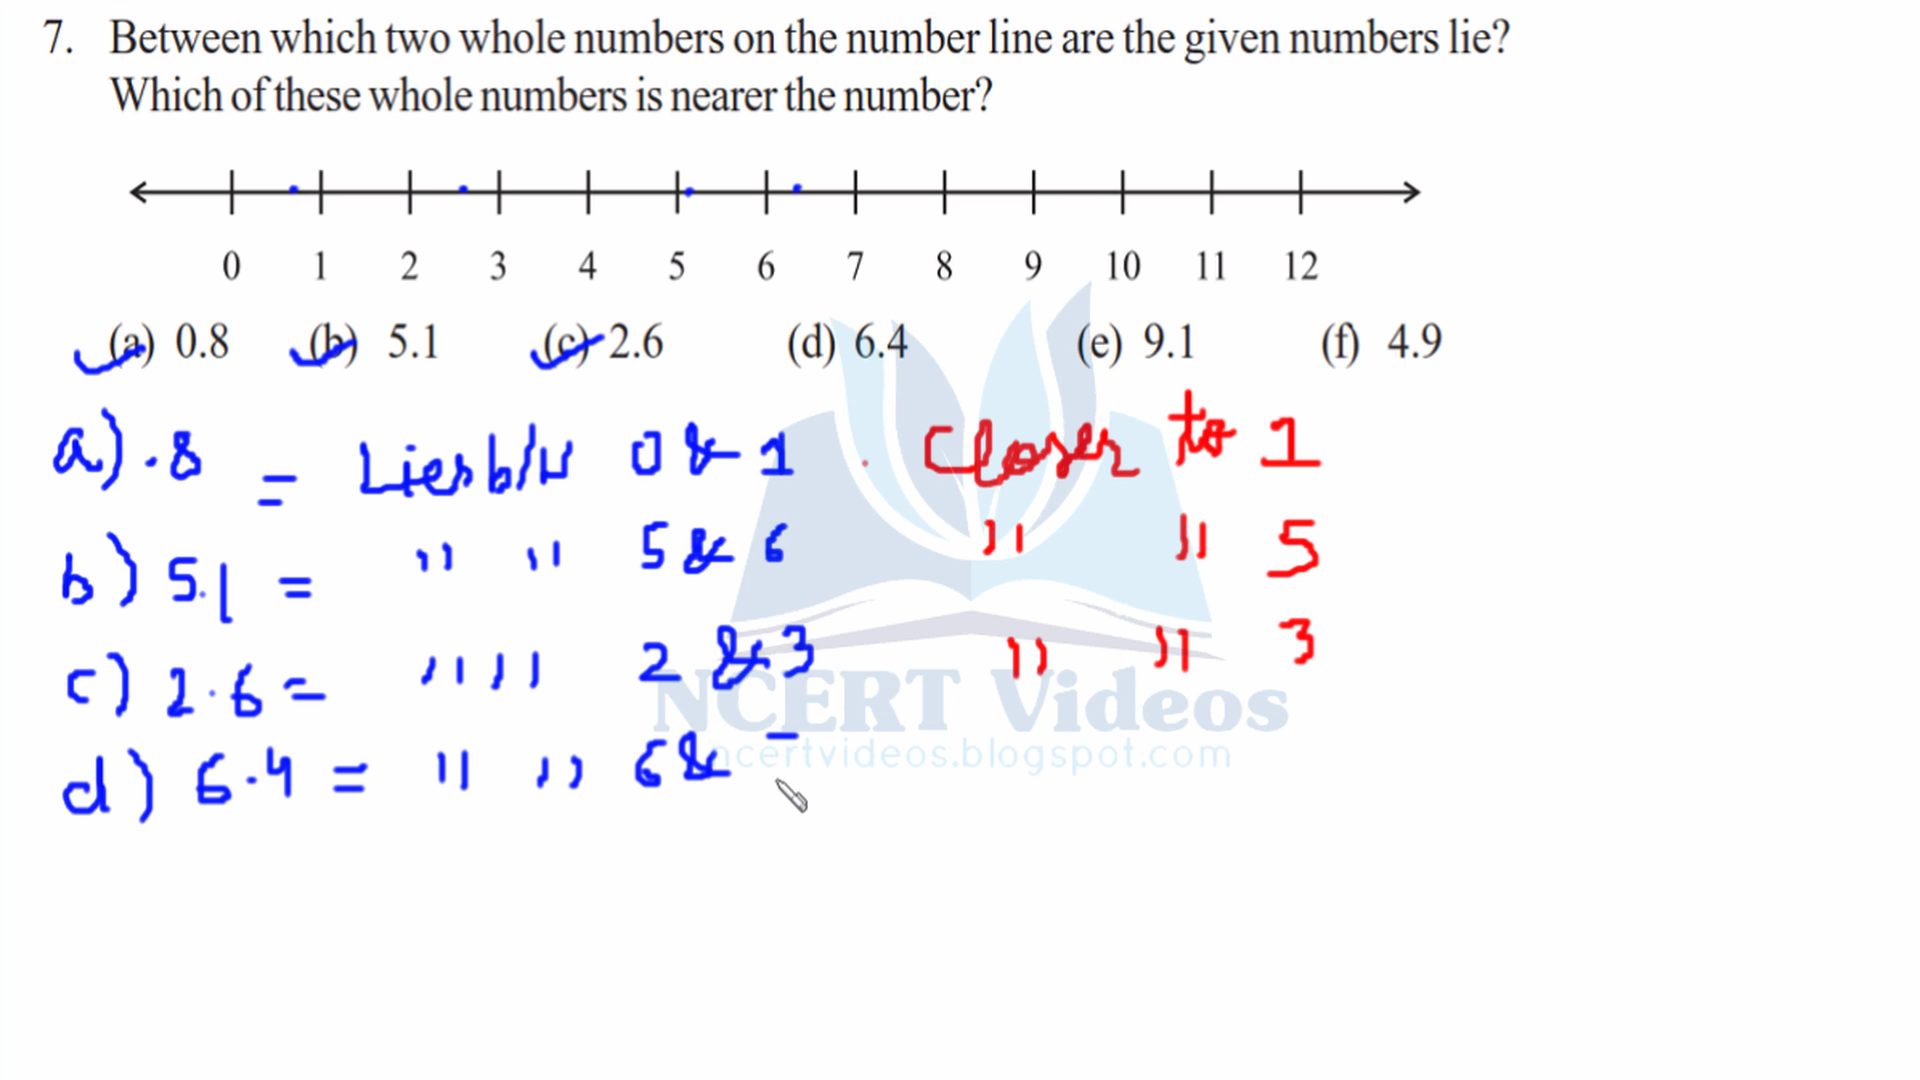 7. Between which two whole numbers on the number line are the given numbers lie?
Which of these whole numbers is nearer the number?
0 1 2 3 4 5 6 7 8 9 10 11 12
(a) 0.8 (b) 5.1 (c) 2.6 (d) 6.4 (e) 9.1 (f) 4.9
a) .8 = Lies b/w 0 & 1 Closer to 1
b) 5.1 = " " 5 & 6 " " 5
c) 2.6 = " " 2 & 3 " " 3
d) 6.4 = " " 6 &
NCERT Videos
ncertvideos.blogspot.com